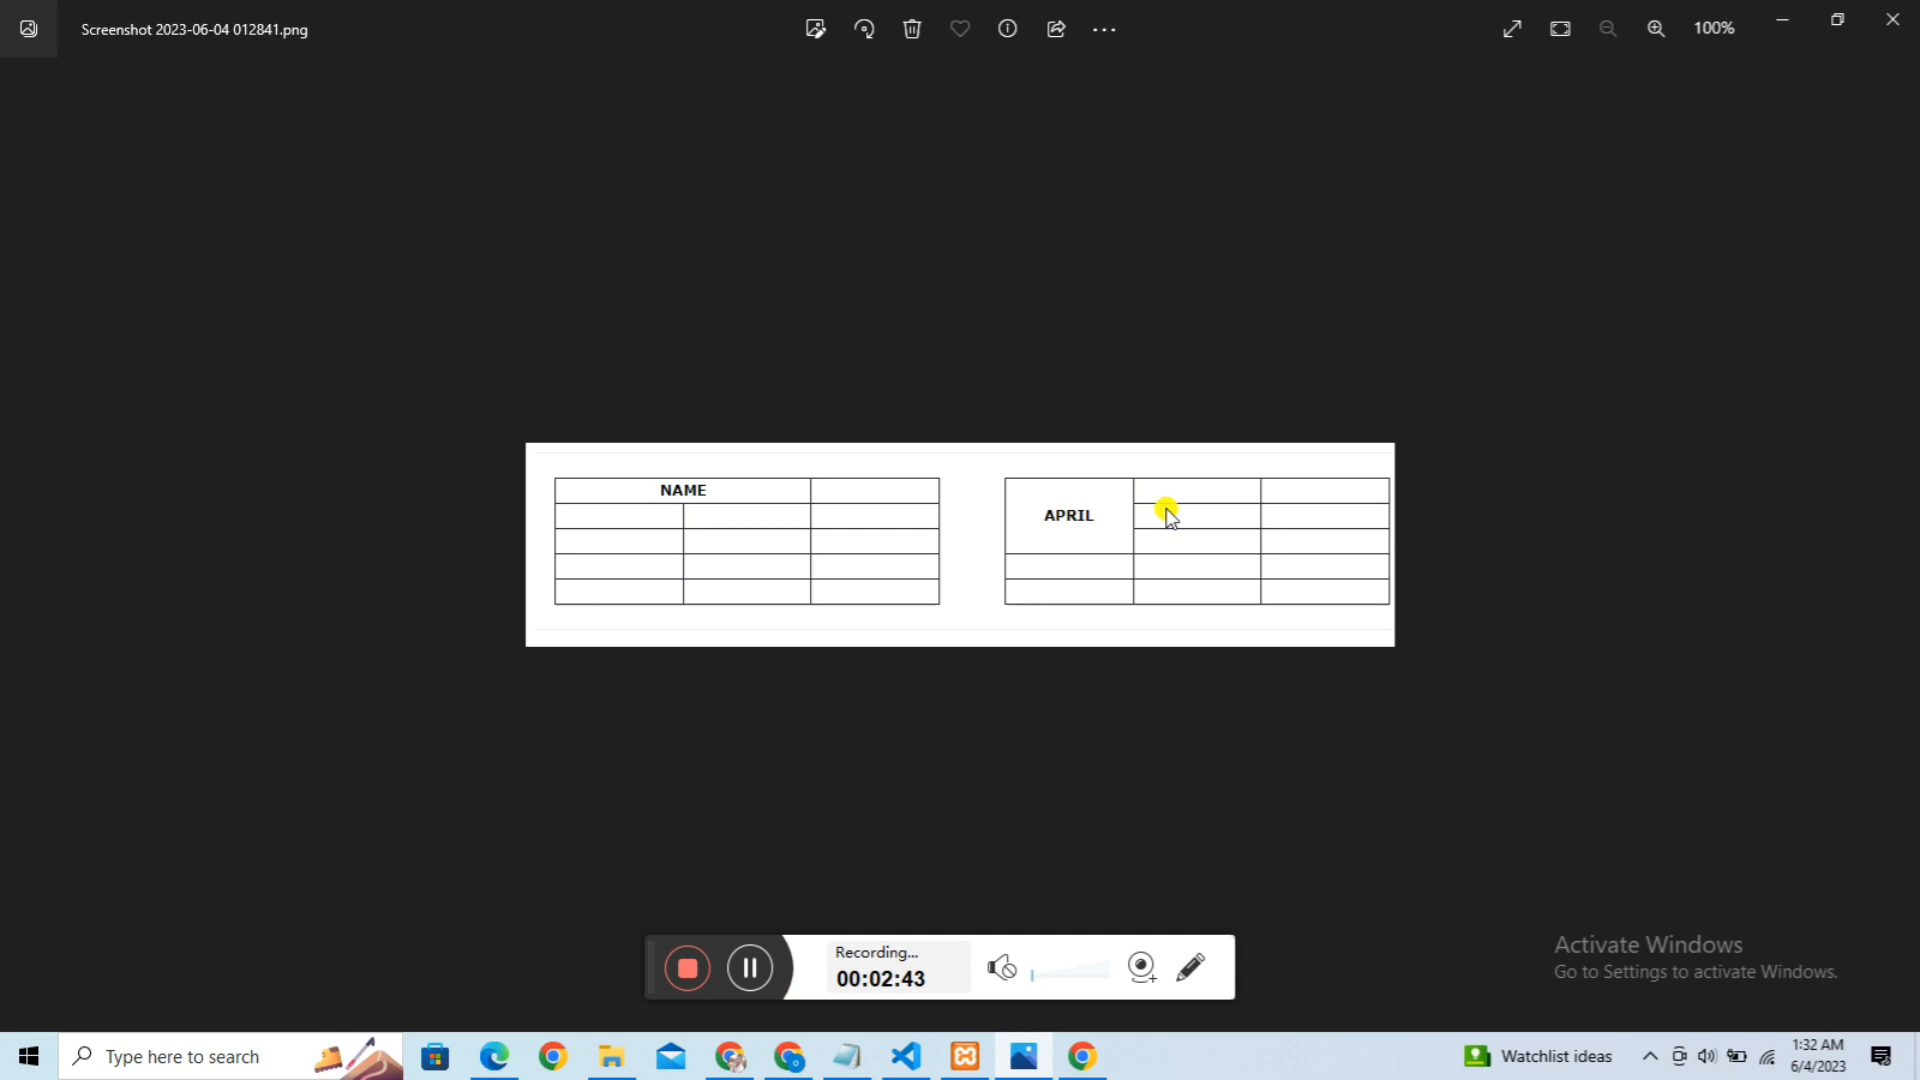 Screenshot 2023-06-04 012841.png
100%
NAME
APRIL
Recording...
00:02:43
Activate Windows
Go to Settings to activate Windows.
Type here to search
Watchlist ideas
1:32 AM
6/4/2023